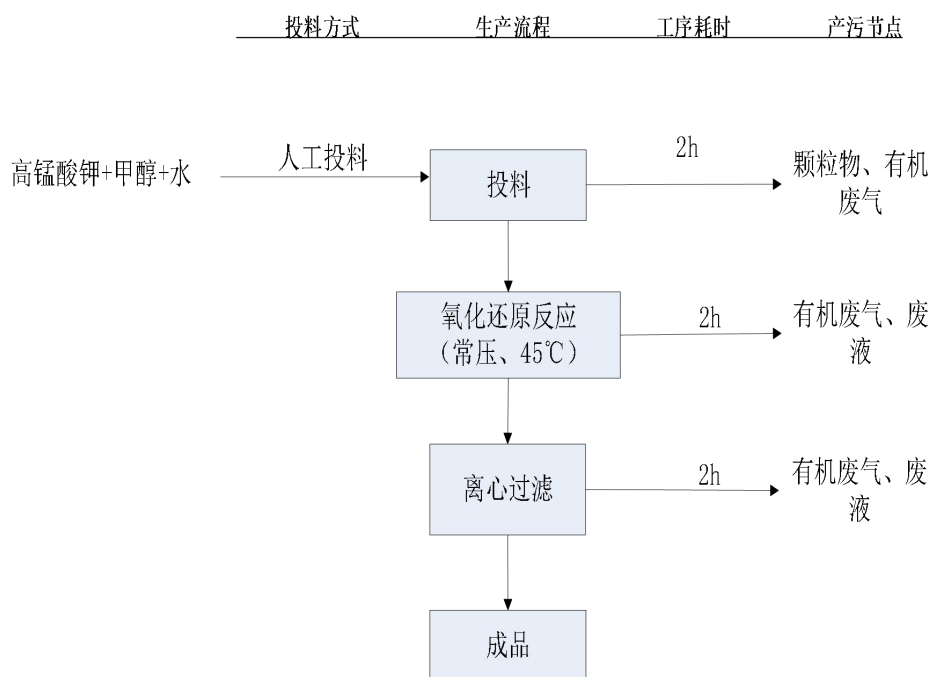 投料方式 生产流程 工序耗时 产污节点
高锰酸钾+甲醇+水
人工投料
投料
2h
颗粒物、有机
废气
氧化还原反应
（常压、45℃）
2h
有机废气、废
液
离心过滤
2h
有机废气、废
液
成品